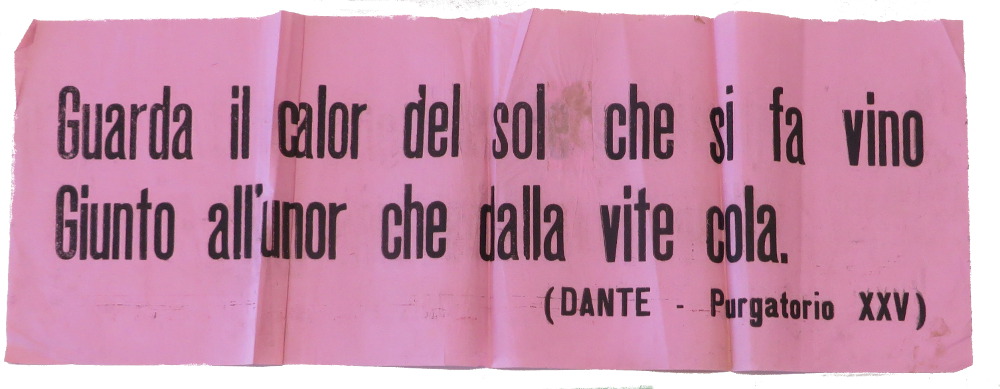 Guarda il calor del sol che si fa vino
Giunto all'unor che dalla vite cola.
(DANTE - Purgatorio XXV)